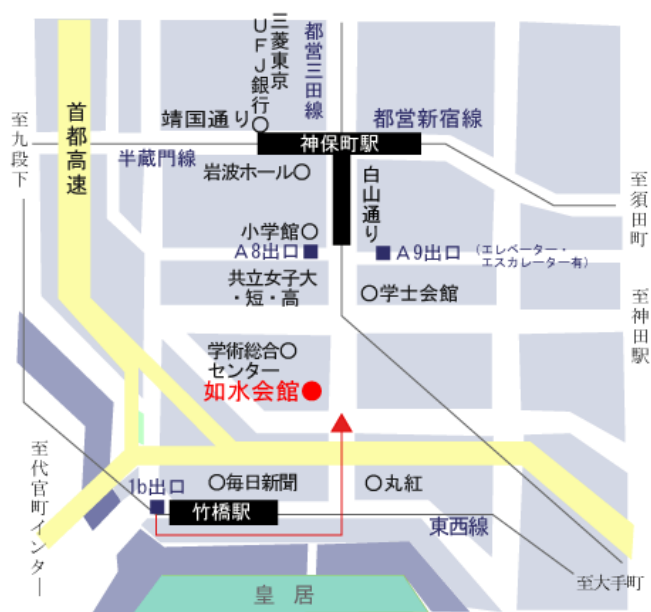 三菱東京
UFJ銀行
都営三田線
首都高速
靖国通り
都営新宿線
至九段下
半蔵門線
神保町駅
岩波ホール
白山通り
至須田町
小学館
A8出口
A9出口
(エレベーター・
エスカレーター有)
共立女子大
・短・高
学士会館
至神田駅
学術総合
センター
如水会館
至代官町インター
毎日新聞
丸紅
1b出口
竹橋駅
東西線
至大手町
皇居